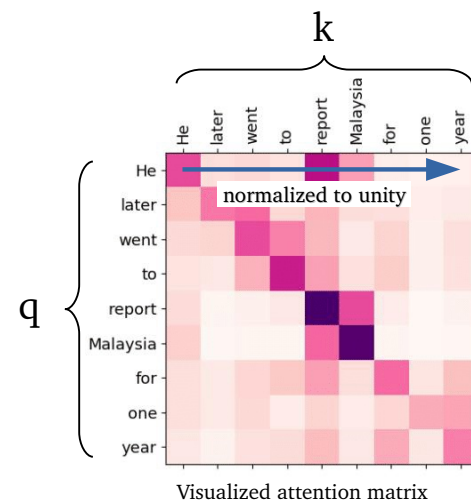 k
He later went to report Malaysia for one year
He
normalized to unity
later
went
to
q
report
Malaysia
for
one
year
Visualized attention matrix